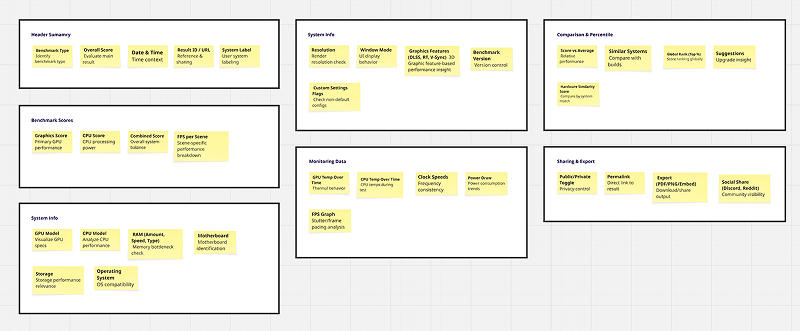 Header Sumamry
Benchmark Type
Identify
benchmark type
Overall Score
Evaluate main
result
Date & Time
Time context
Result ID / URL
Reference &
sharing
System Label
User system
labeling
Benchmark Scores
Graphics Score
Primary GPU
performance
CPU Score
CPU processing
power
Combined Score
Overall system
balance
FPS per Scene
Scene-specific
performance
breakdown
System Info
GPU Model
Visualize GPU
specs
CPU Model
Analyze CPU
performance
RAM (Amount,
Speed, Type)
Memory bottleneck
check
Motherboard
Motherboard
identification
Storage
Storage performance
relevance
Operating
System
OS compatibility
System Info
Resolution
Render
resolution check
Window Mode
UI display
behavior
Graphics Features
(DLSS, RT, V-Sync) 3D
Graphic feature-based
performance insight
Benchmark
Version
Version control
Custom Settings
Flags
Check non-default
configs
Monitoring Data
GPU Temp Over
Time
Thermal behavior
CPU Temp Over Time
CPU temps during
test
Clock Speeds
Frequency
consistency
Power Draw
Power consumption
trends
FPS Graph
Stutter/frame
pacing analysis
Comparison & Percentile
Score vs Average
Relative
performance
Similar Systems
Compare with
builds
Global Rank (Top %)
Score ranking globally
Suggestions
Upgrade insight
Hardware Similarity
Score
Compare by system
match
Sharing & Export
Public/Private
Toggle
Privacy control
Permalink
Direct link to
result
Export
(PDF/PNG/Embed)
Download/share
output
Social Share
(Discord, Reddit)
Community visibility